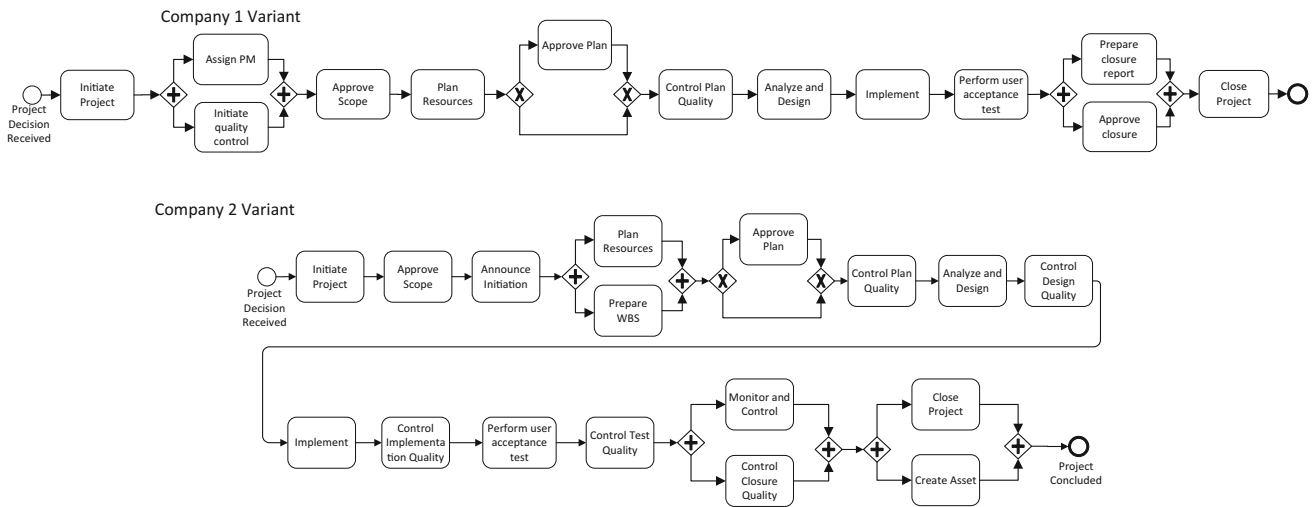 Company 1 Variant
Project
Decision
Received
Initiate
Project
Assign PM
Initiate
quality
control
Approve
Scope
Plan
Resources
Approve Plan
Control Plan
Quality
Analyze and
Design
Implement
Perform user
acceptance
test
Prepare
closure
report
Approve
closure
Close
Project
Company 2 Variant
Project
Decision
Received
Initiate
Project
Approve
Scope
Announce
Initiation
Plan
Resources
Prepare
WBS
Approve
Plan
Control Plan
Quality
Analyze and
Design
Control
Design
Quality
Implement
Control
Implementa
tion Quality
Perform user
acceptance
test
Control Test
Quality
Monitor and
Control
Control
Closure
Quality
Close
Project
Create Asset
Project
Concluded